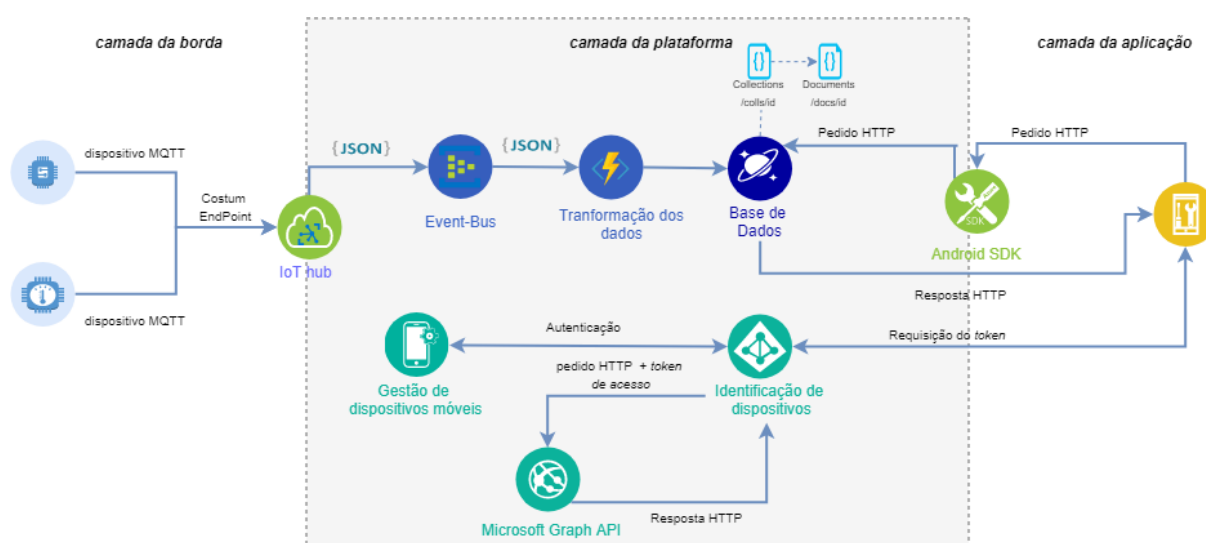 camada da borda
camada da plataforma
camada da aplicação
{}
{}
Collections
/colls/id
Documents
/docs/id
dispositivo MQTT
{JSON}
{JSON}
Pedido HTTP
Pedido HTTP
Costum
EndPoint
IoT hub
Event-Bus
Tranformação dos
dados
Base de
Dados
SDK
Android SDK
dispositivo MQTT
Resposta HTTP
Autenticação
Requisição do token
pedido HTTP + token
de acesso
Gestão de
dispositivos móveis
Identificação de
dispositivos
Microsoft Graph API
Resposta HTTP